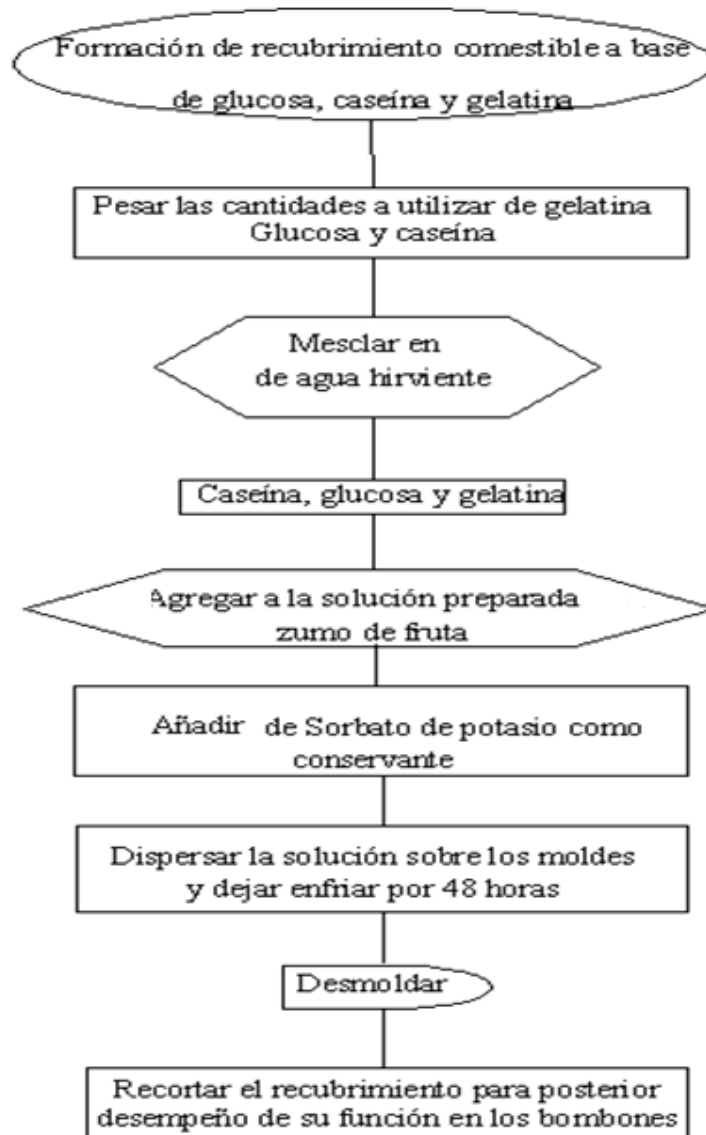 Formación de recubrimiento comestible a base
de glucosa, caseína y gelatina
Pesar las cantidades a utilizar de gelatina
Glucosa y caseína
Mesclar en
de agua hirviente
Caseína, glucosa y gelatina
Agregar a la solución preparada
zumo de fruta
Añadir de Sorbato de potasio como
conservante
Dispersar la solución sobre los moldes
y dejar enfriar por 48 horas
Desmoldar
Recortar el recubrimiento para posterior
desempeño de su función en los bombones